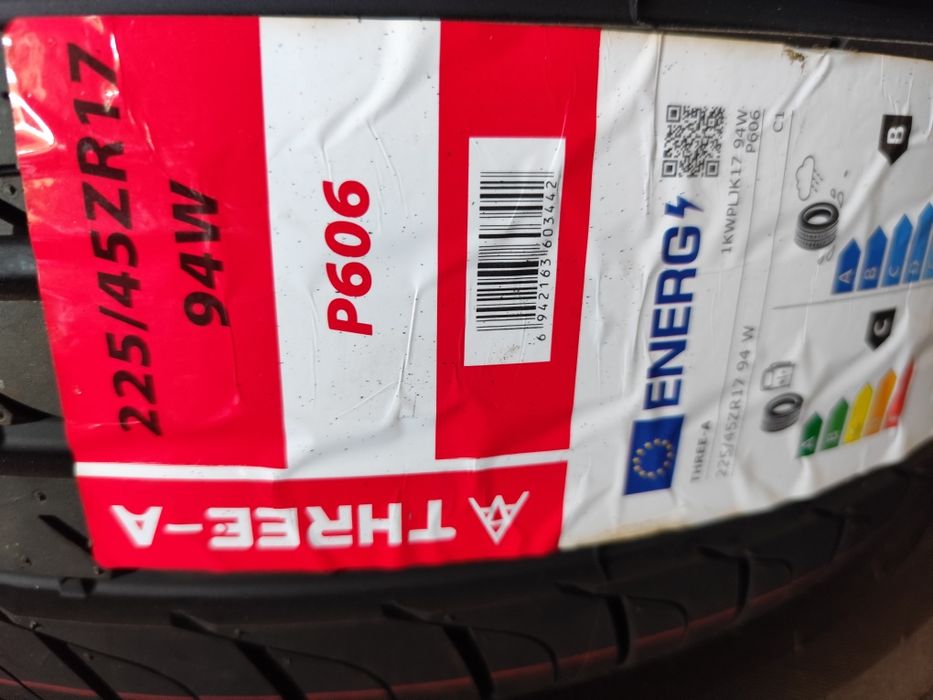 225/45ZR17
94W
P606
6 942163 603442
THREE-A
ENERG
THREE-A
1KWPLJK17 94W
225/45ZR17 94 W
P606
C1
C
B
A
B
A
B
C
D